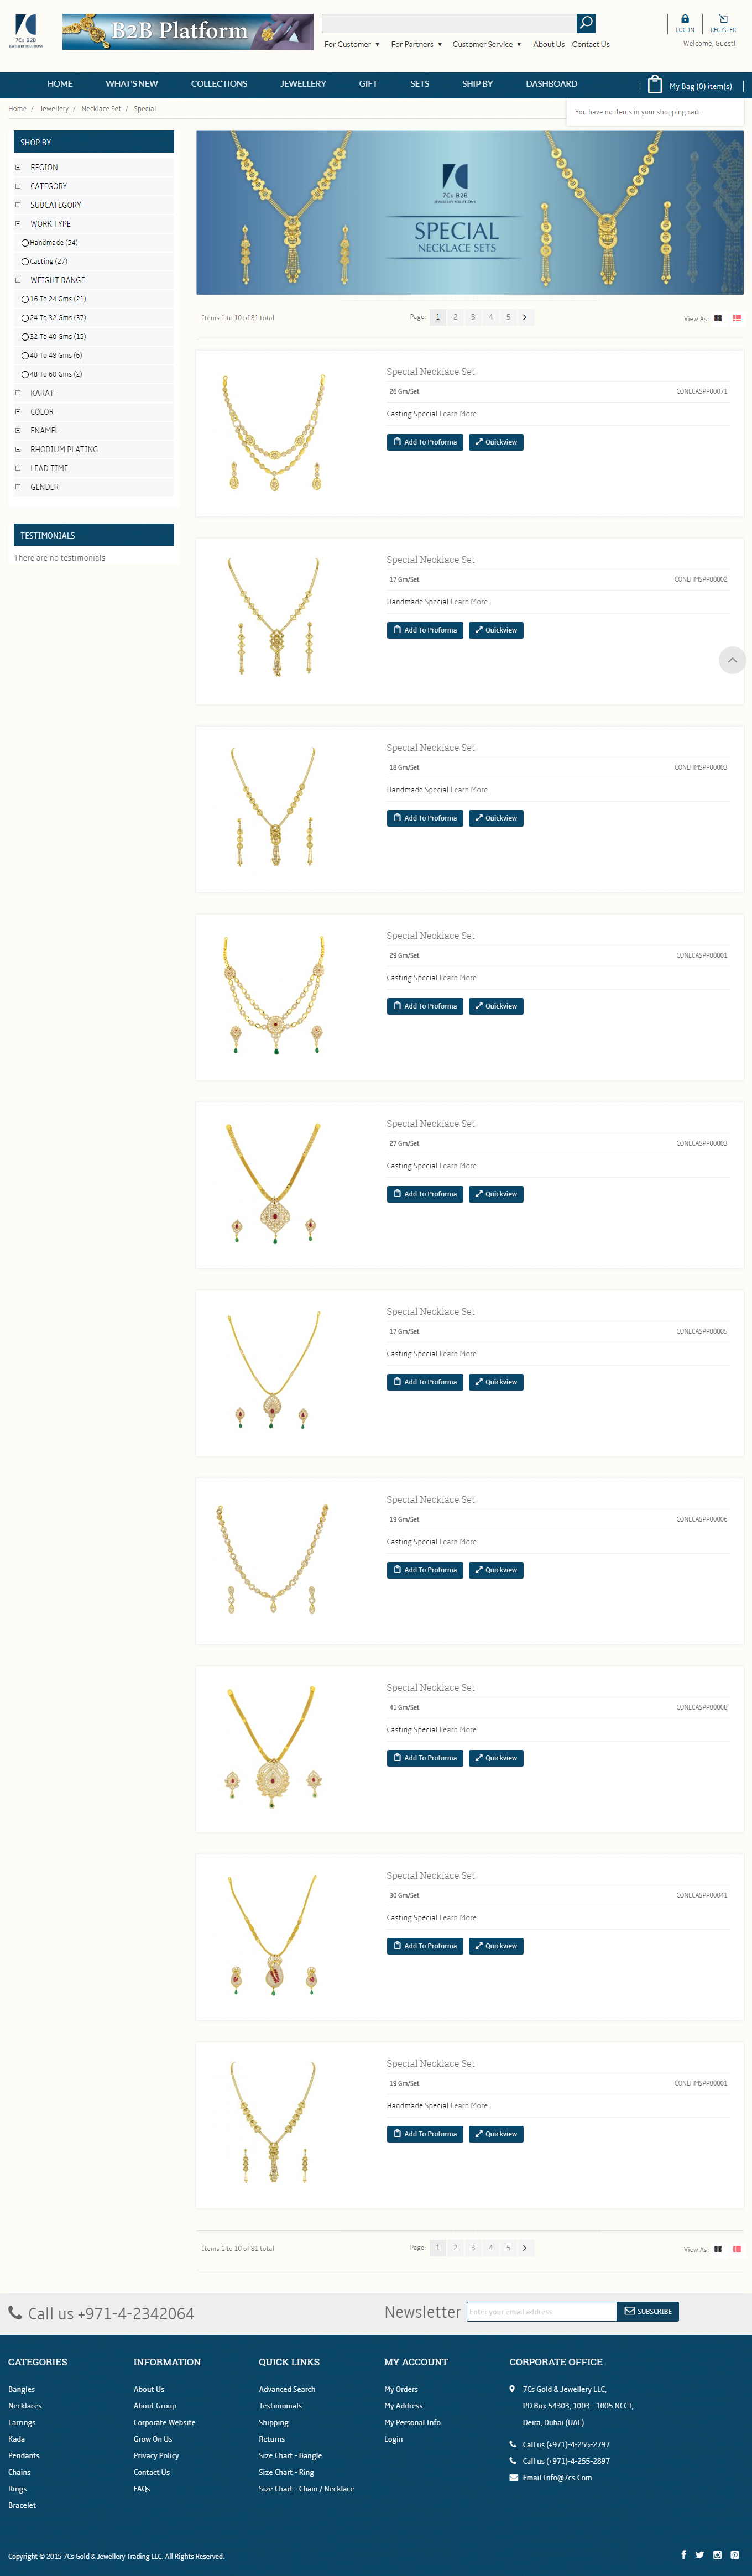 7C
7Cs B2B
JEWELLERY SOLUTIONS
B2B Platform
For Customer ▼ For Partners ▼ Customer Service ▼ About Us Contact Us
LOG IN REGISTER
Welcome, Guest!
HOME WHAT'S NEW COLLECTIONS JEWELLERY GIFT SETS SHIP BY DASHBOARD
My Bag (0) item(s)
You have no items in your shopping cart.
Home / Jewellery / Necklace Set / Special
SHOP BY
REGION
CATEGORY
SUBCATEGORY
WORK TYPE
Handmade (54)
Casting (27)
WEIGHT RANGE
16 To 24 Gms (21)
24 To 32 Gms (37)
32 To 40 Gms (15)
40 To 48 Gms (6)
48 To 60 Gms (2)
KARAT
COLOR
ENAMEL
RHODIUM PLATING
LEAD TIME
GENDER
TESTIMONIALS
There are no testimonials
7C
7Cs B2B
JEWELLERY SOLUTIONS
SPECIAL
NECKLACE SETS
Items 1 to 10 of 81 total Page: 1 2 3 4 5 > View As:
Special Necklace Set
26 Gm/Set CONECASPP00071
Casting Special Learn More
Add To Proforma Quickview
Special Necklace Set
17 Gm/Set CONEHMSPP00002
Handmade Special Learn More
Add To Proforma Quickview
Special Necklace Set
18 Gm/Set CONEHMSPP00003
Handmade Special Learn More
Add To Proforma Quickview
Special Necklace Set
29 Gm/Set CONECASPP00001
Casting Special Learn More
Add To Proforma Quickview
Special Necklace Set
27 Gm/Set CONECASPP00003
Casting Special Learn More
Add To Proforma Quickview
Special Necklace Set
17 Gm/Set CONECASPP00005
Casting Special Learn More
Add To Proforma Quickview
Special Necklace Set
19 Gm/Set CONECASPP00006
Casting Special Learn More
Add To Proforma Quickview
Special Necklace Set
41 Gm/Set CONECASPP00008
Casting Special Learn More
Add To Proforma Quickview
Special Necklace Set
30 Gm/Set CONECASPP00041
Casting Special Learn More
Add To Proforma Quickview
Special Necklace Set
19 Gm/Set CONEHMSPP00001
Handmade Special Learn More
Add To Proforma Quickview
Items 1 to 10 of 81 total Page: 1 2 3 4 5 > View As:
Call us +971-4-2342064
Newsletter Enter your email address SUBSCRIBE
CATEGORIES
Bangles
Necklaces
Earrings
Kada
Pendants
Chains
Rings
Bracelet
INFORMATION
About Us
About Group
Corporate Website
Grow On Us
Privacy Policy
Contact Us
FAQs
QUICK LINKS
Advanced Search
Testimonials
Shipping
Returns
Size Chart - Bangle
Size Chart - Ring
Size Chart - Chain / Necklace
MY ACCOUNT
My Orders
My Address
My Personal Info
Login
CORPORATE OFFICE
7Cs Gold & Jewellery LLC,
PO Box 54303, 1003 - 1005 NCCT,
Deira, Dubai (UAE)
Call us (+971)-4-255-2797
Call us (+971)-4-255-2897
Email Info@7cs.Com
Copyright © 2015 7Cs Gold & Jewellery Trading LLC. All Rights Reserved.